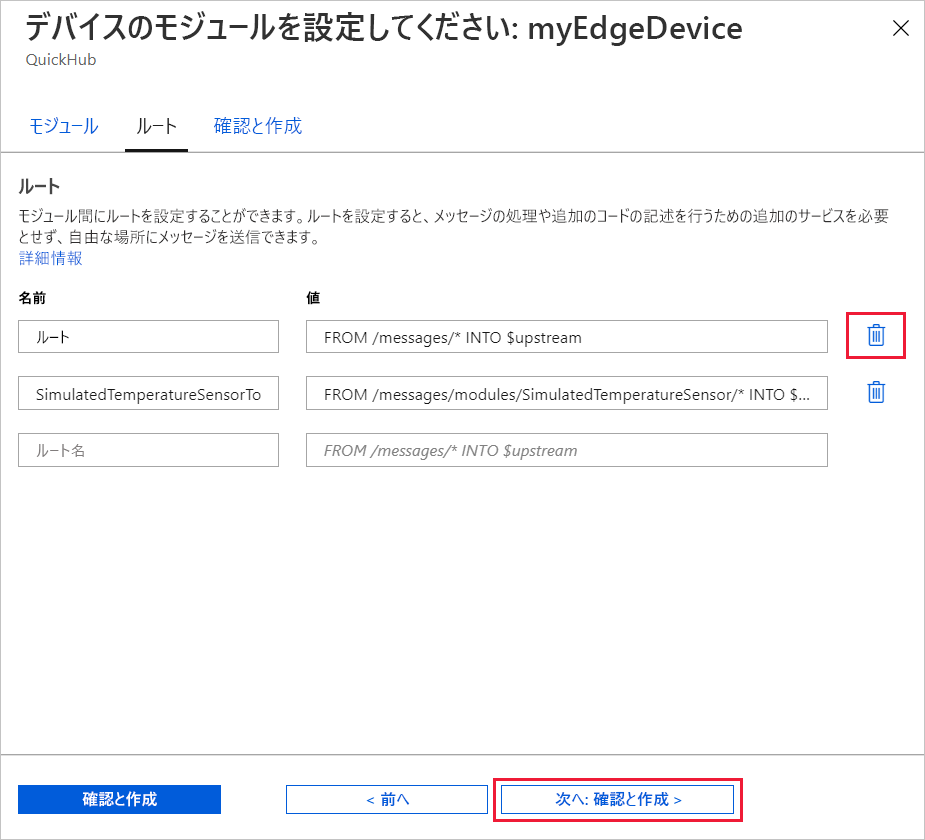 デバイスのモジュールを設定してください: myEdgeDevice
QuickHub
モジュール ルート 確認と作成
ルート
モジュール間にルートを設定することができます。ルートを設定すると、メッセージの処理や追加のコードの記述を行うための追加のサービスを必要
とせず、自由な場所にメッセージを送信できます。
詳細情報
名前 値
ルート FROM /messages/* INTO $upstream
SimulatedTemperatureSensorTo FROM /messages/modules/SimulatedTemperatureSensor/* INTO $...
ルート名 FROM /messages/* INTO $upstream
確認と作成 < 前へ 次へ: 確認と作成 >